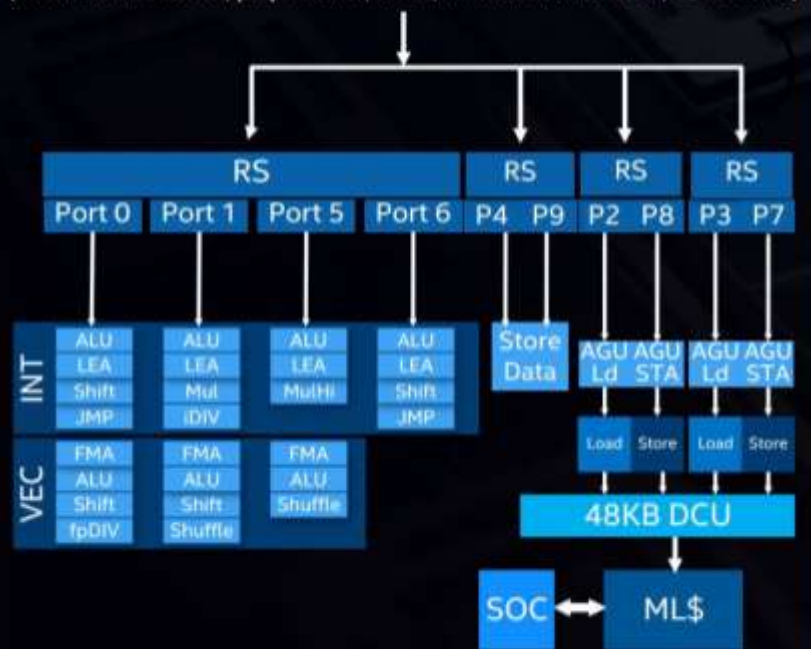 RS RS RS RS
Port 0 Port 1 Port 5 Port 6 P4 P9 P2 P8 P3 P7
INT
ALU ALU ALU ALU
LEA LEA LEA LEA
Shift Mul MulHi Shift
JMP iDIV JMP
Store
Data
AGU AGU AGU AGU
Ld STA Ld STA
Load Store Load Store
VEC
FMA FMA FMA
ALU ALU ALU
Shift Shift Shuffle
fpDIV Shuffle
48KB DCU
SOC ML$